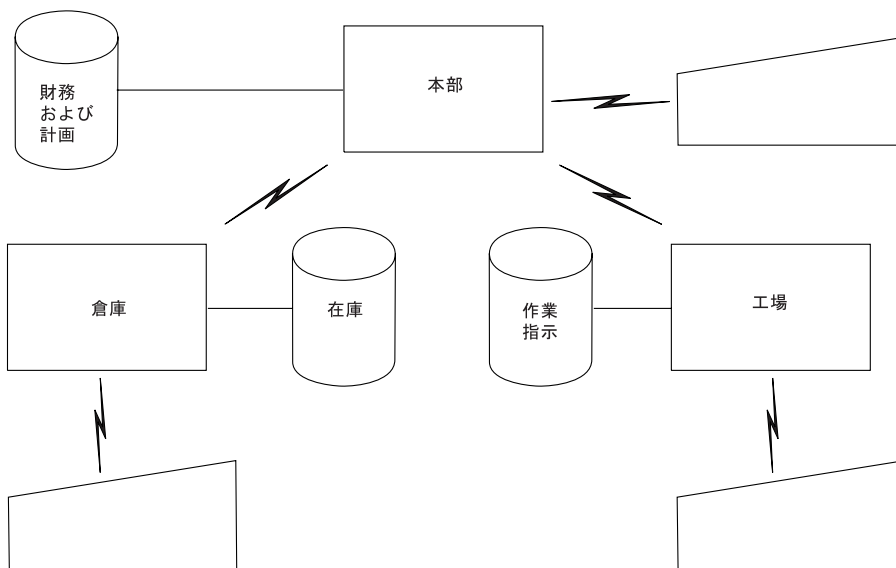 財務
および
計画
本部
倉庫
在庫
作業
指示
工場